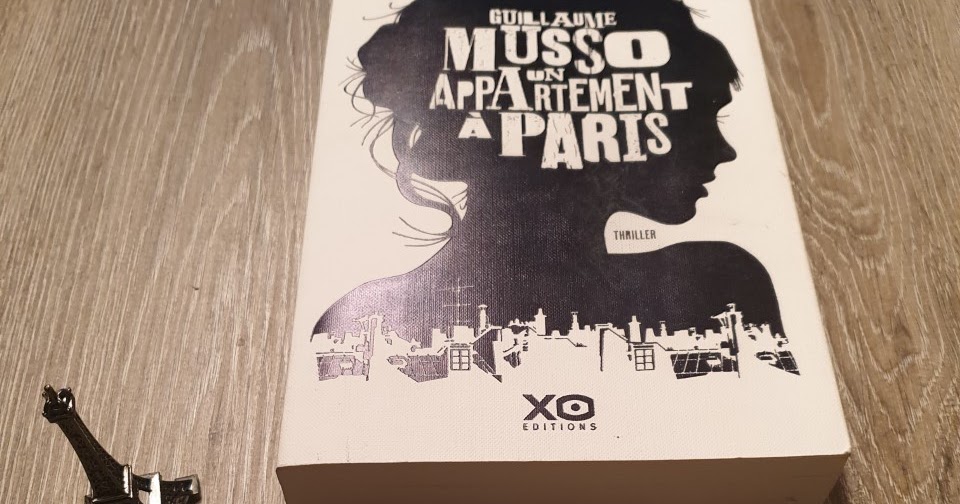 GUILLAUME
MUSSO
UN
APPARTEMENT
À PARIS
THRILLER
XO
EDITIONS